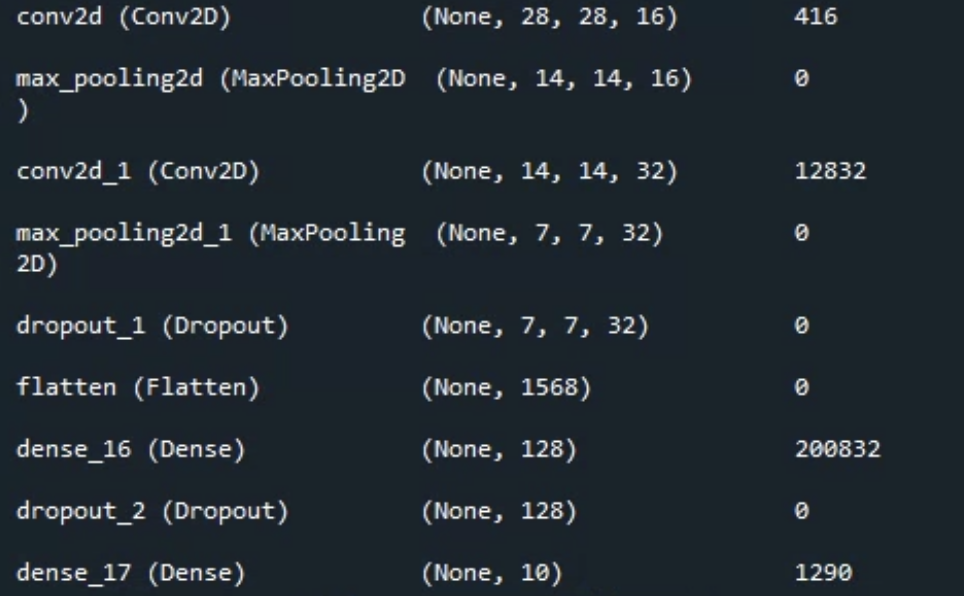 conv2d (Conv2D) (None, 28, 28, 16) 416
max_pooling2d (MaxPooling2D (None, 14, 14, 16) 0
)
conv2d_1 (Conv2D) (None, 14, 14, 32) 12832
max_pooling2d_1 (MaxPooling (None, 7, 7, 32) 0
2D)
dropout_1 (Dropout) (None, 7, 7, 32) 0
flatten (Flatten) (None, 1568) 0
dense_16 (Dense) (None, 128) 200832
dropout_2 (Dropout) (None, 128) 0
dense_17 (Dense) (None, 10) 1290